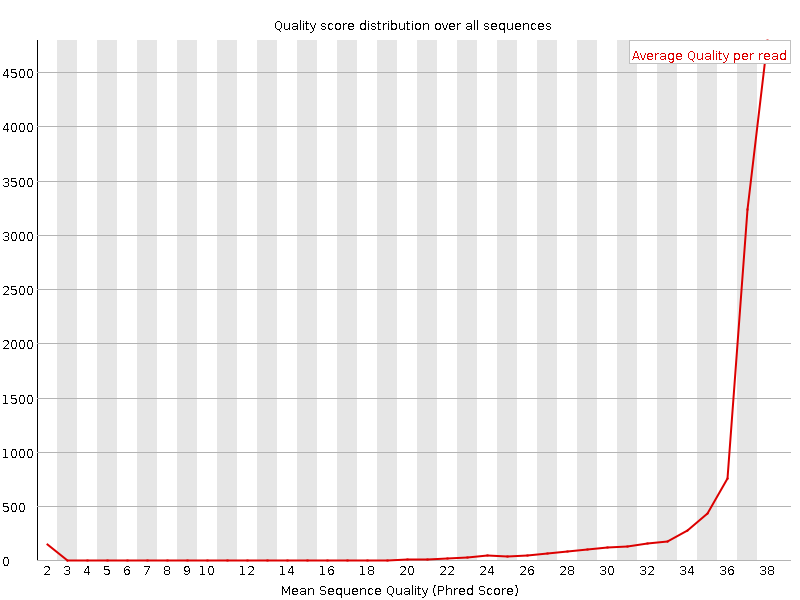 Quality score distribution over all sequences
Average Quality per read
4500
4000
3500
3000
2500
2000
1500
1000
500
0
2 3 4 5 6 7 8 9 10 12 14 16 18 20 22 24 26 28 30 32 34 36 38
Mean Sequence Quality (Phred Score)